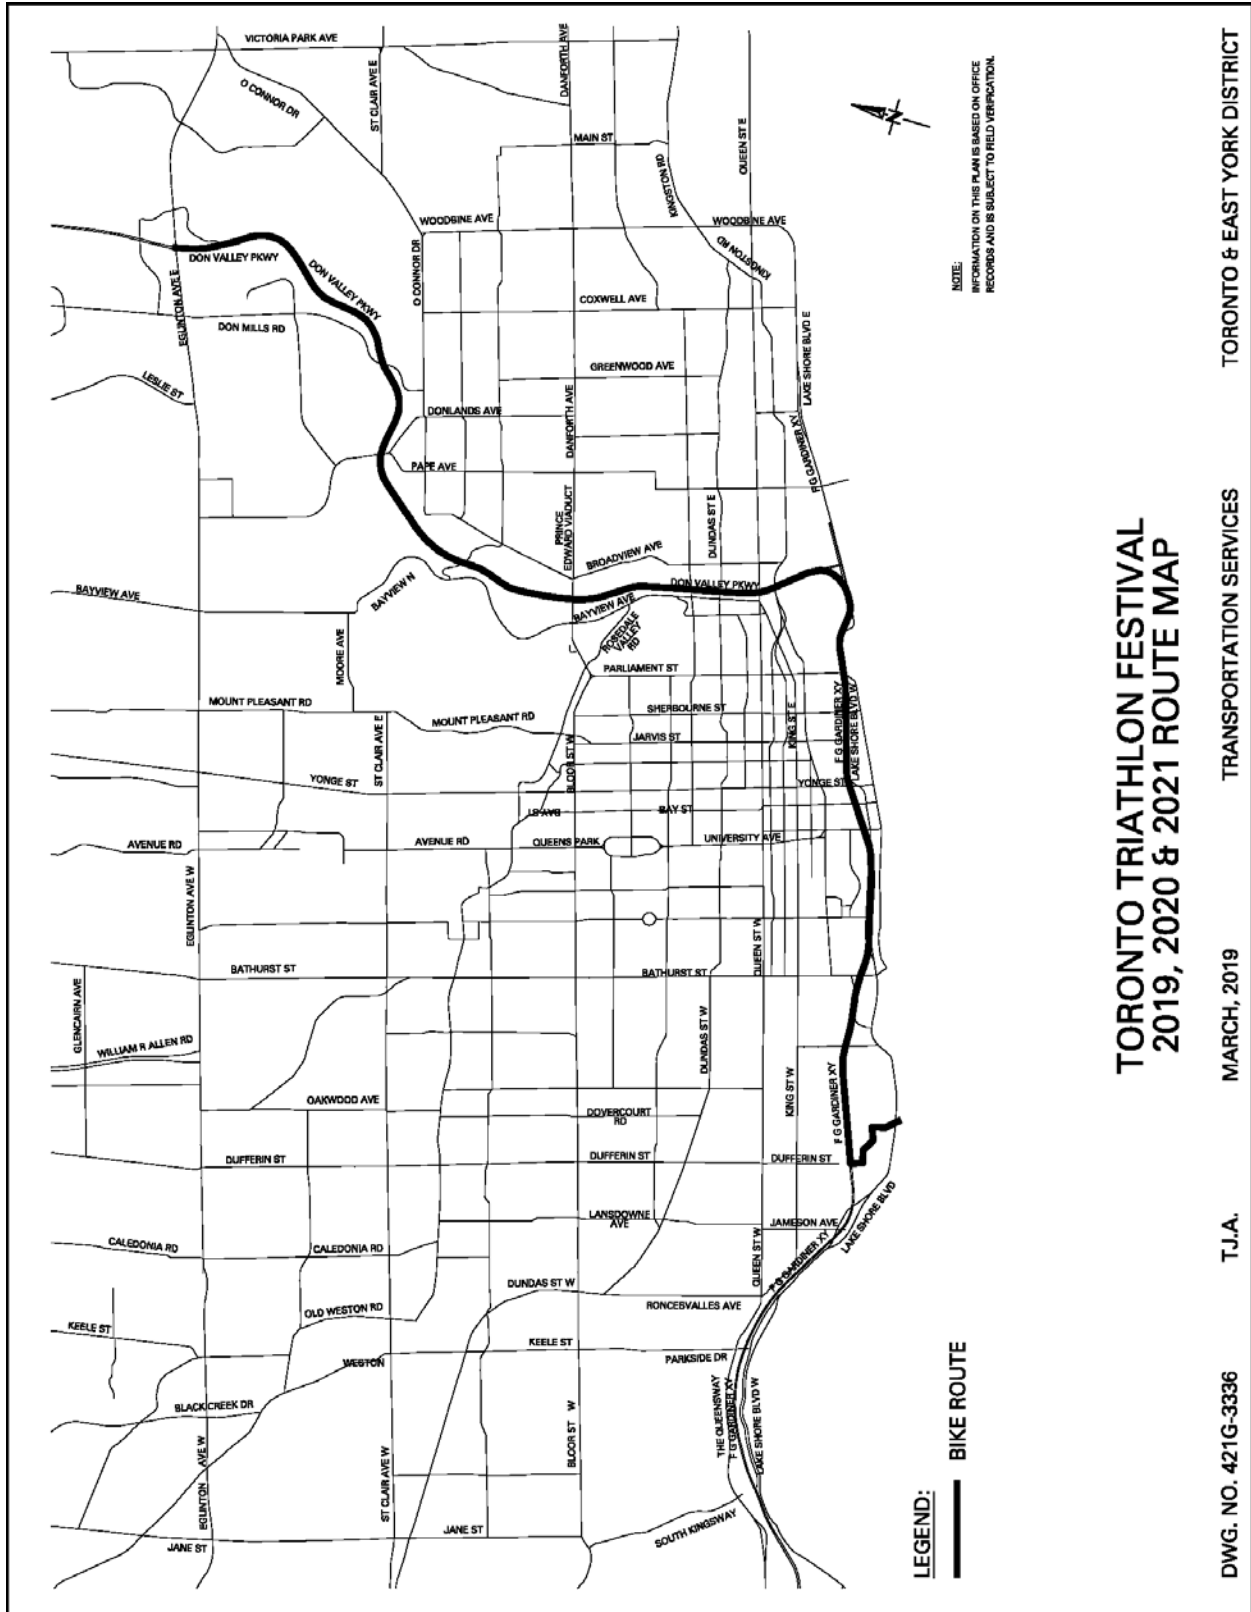 VICTORIA PARK AVE
O CONNOR DR
ST CLAIR AVE E
DANFORTH AVE
MAIN ST
KINGSTON RD
QUEEN ST E
WOODBINE AVE
WOODBINE AVE
KINGSTON RD
O CONNOR DR
DON VALLEY PKWY
DON VALLEY PKWY
EGLINTON AVE E
DON MILLS RD
COXWELL AVE
LAKE SHORE BLVD E
LESLIE ST
GREENWOOD AVE
DONLANDS AVE
DANFORTH AVE
F G GARDINER XY
PAPE AVE
PRINCE
EDWARD VIADUCT
DUNDAS ST E
BROADVIEW AVE
DON VALLEY PKWY
BAYVIEW AVE
BAYVIEW N
BAYVIEW AVE
ROSEDALE
VALLEY
RD
MOORE AVE
PARLIAMENT ST
MOUNT PLEASANT RD
MOUNT PLEASANT RD
SHERBOURNE ST
JARVIS ST
KING ST E
F G GARDINER XY
LAKE SHORE BLVD W
ST CLAIR AVE E
BLOOR ST W
YONGE ST
YONGE ST
BAY ST
BAY ST
AVENUE RD
AVENUE RD
QUEENS PARK
UNIVERSITY AVE
EGLINTON AVE W
QUEEN ST W
BATHURST ST
BATHURST ST
GLENCAIRN AVE
WILLIAM R ALLEN RD
DUNDAS ST W
KING ST W
OAKWOOD AVE
DOVERCOURT
RD
F G GARDINER XY
DUFFERIN ST
DUFFERIN ST
DUFFERIN ST
LANSDOWNE
AVE
JAMESON AVE
LAKE SHORE BLVD
F G GARDINER XY
QUEEN ST W
CALEDONIA RD
CALEDONIA RD
DUNDAS ST W
RONCESVALLES AVE
OLD WESTON RD
KEELE ST
KEELE ST
WESTON
PARKSIDE DR
BLACK CREEK DR
THE QUEENSWAY
F G GARDINER XY
LAKE SHORE BLVD W
EGLINTON AVE W
ST CLAIR AVE W
BLOOR ST W
JANE ST
JANE ST
SOUTH KINGSWAY
N
NOTE:
INFORMATION ON THIS PLAN IS BASED ON OFFICE
RECORDS AND IS SUBJECT TO FIELD VERIFICATION.
LEGEND:
BIKE ROUTE
TORONTO TRIATHLON FESTIVAL
2019, 2020 & 2021 ROUTE MAP
DWG. NO. 421G-3336 T.J.A. MARCH, 2019 TRANSPORTATION SERVICES TORONTO & EAST YORK DISTRICT